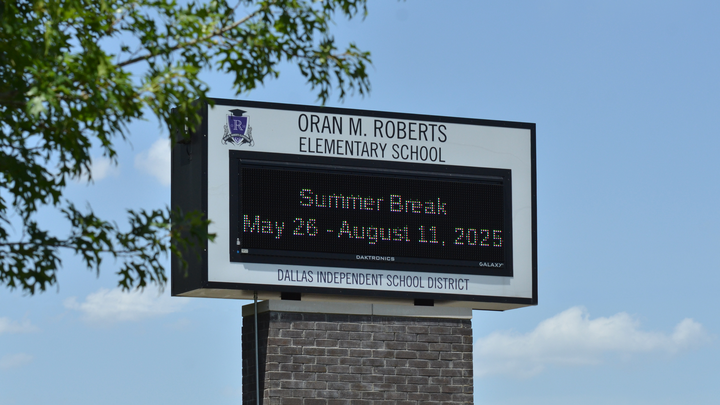 R
ORAN M. ROBERTS
ELEMENTARY SCHOOL
Summer Break
May 26 - August 11, 2025
DAKTRONICS
GALAXY
DALLAS INDEPENDENT SCHOOL DISTRICT